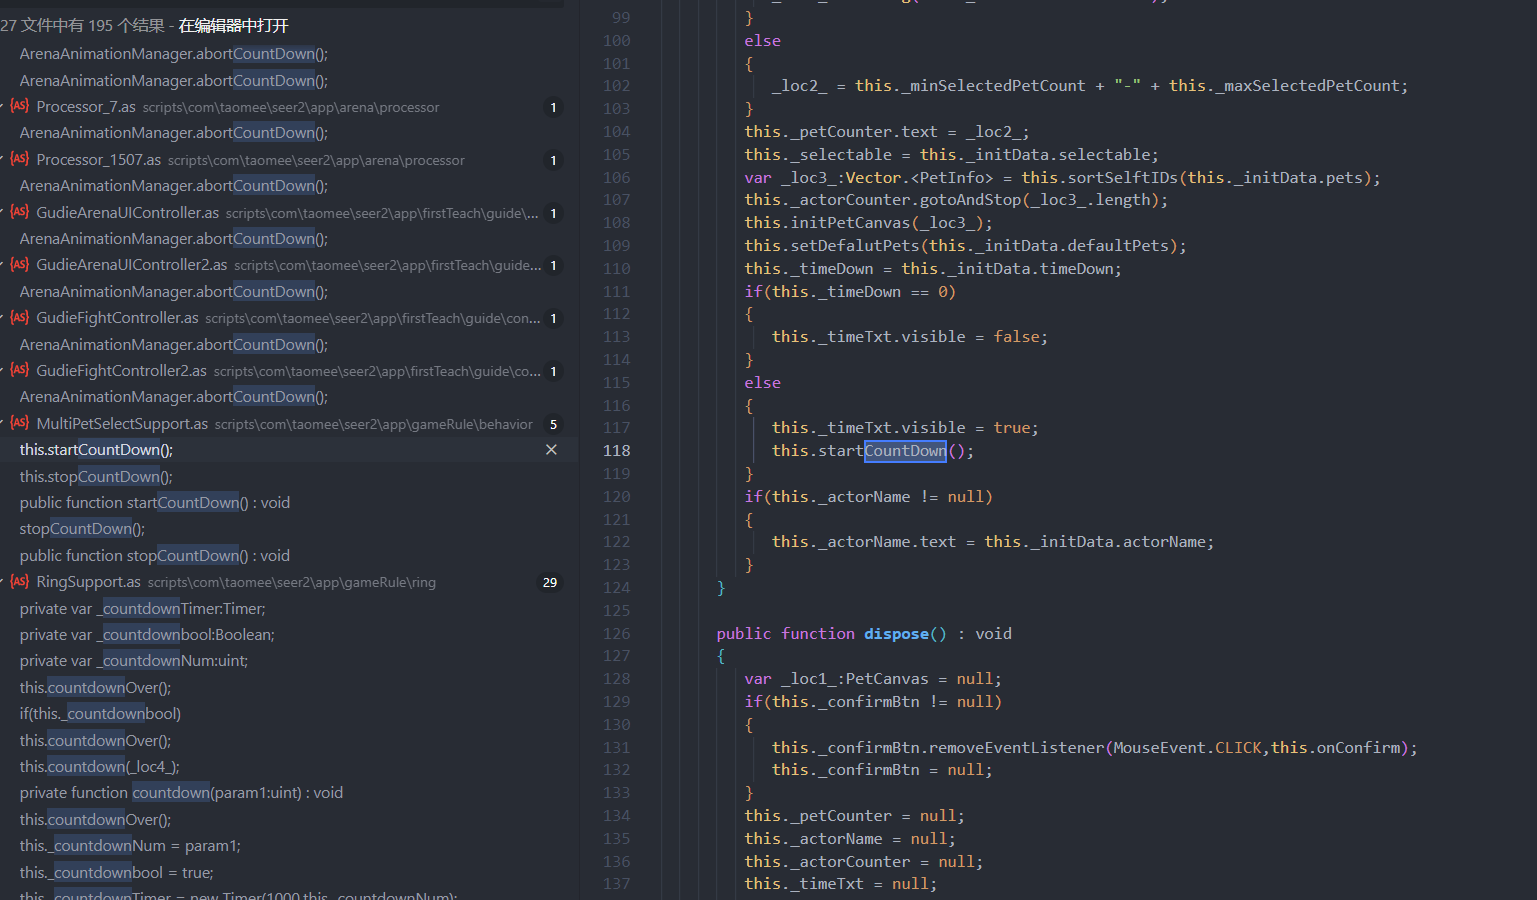 27 文件中有 195 个结果 - 在编辑器中打开
ArenaAnimationManager.abortCountDown();
ArenaAnimationManager.abortCountDown();
Processor_7.as scripts\com\taomee\seer2\app\arena\processor 1
ArenaAnimationManager.abortCountDown();
Processor_1507.as scripts\com\taomee\seer2\app\arena\processor 1
ArenaAnimationManager.abortCountDown();
GudieArenaUIController.as scripts\com\taomee\seer2\app\firstTeach\guide\... 1
ArenaAnimationManager.abortCountDown();
GudieArenaUIController2.as scripts\com\taomee\seer2\app\firstTeach\guide... 1
ArenaAnimationManager.abortCountDown();
GudieFightController.as scripts\com\taomee\seer2\app\firstTeach\guide\con... 1
ArenaAnimationManager.abortCountDown();
GudieFightController2.as scripts\com\taomee\seer2\app\firstTeach\guide\co... 1
ArenaAnimationManager.abortCountDown();
MultiPetSelectSupport.as scripts\com\taomee\seer2\app\gameRule\behavior 5
this.startCountDown();
this.stopCountDown();
public function startCountDown() : void
stopCountDown();
public function stopCountDown() : void
RingSupport.as scripts\com\taomee\seer2\app\gameRule\ring 29
private var _countdownTimer:Timer;
private var _countdownbool:Boolean;
private var _countdownNum:uint;
this.countdownOver();
if(this._countdownbool)
this.countdownOver();
this.countdown(_loc4_);
private function countdown(param1:uint) : void
this.countdownOver();
this._countdownNum = param1;
this._countdownbool = true;
this._countdownTimer = new Timer(1000,this._countdownNum);
99 }
100 else
101 {
102 _loc2_ = this._minSelectedPetCount + "-" + this._maxSelectedPetCount;
103 }
104 this._petCounter.text = _loc2_;
105 this._selectable = this._initData.selectable;
106 var _loc3_:Vector.<PetInfo> = this.sortSelftIDs(this._initData.pets);
107 this._actorCounter.gotoAndStop(_loc3_.length);
108 this.initPetCanvas(_loc3_);
109 this.setDefalutPets(this._initData.defaultPets);
110 this._timeDown = this._initData.timeDown;
111 if(this._timeDown == 0)
112 {
113 this._timeTxt.visible = false;
114 }
115 else
116 {
117 this._timeTxt.visible = true;
118 this.startCountDown();
119 }
120 if(this._actorName != null)
121 {
122 this._actorName.text = this._initData.actorName;
123 }
124 }
125
126 public function dispose() : void
127 {
128 var _loc1_:PetCanvas = null;
129 if(this._confirmBtn != null)
130 {
131 this._confirmBtn.removeEventListener(MouseEvent.CLICK,this.onConfirm);
132 this._confirmBtn = null;
133 }
134 this._petCounter = null;
135 this._actorName = null;
136 this._actorCounter = null;
137 this._timeTxt = null;